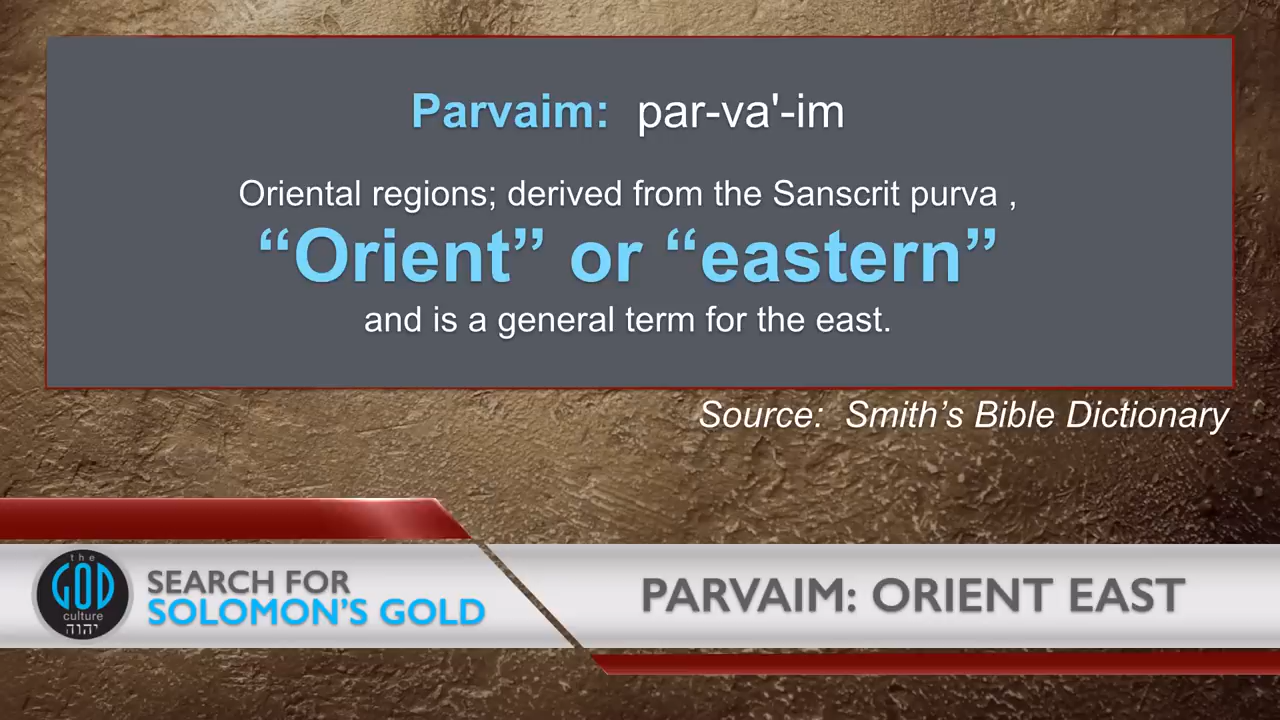 Parvaim: par-va'-im
Oriental regions; derived from the Sanscrit purva ,
“Orient” or “eastern”
and is a general term for the east.
Source: Smith’s Bible Dictionary
the
GOD
culture
יהוה
SEARCH FOR
SOLOMON’S GOLD
PARVAIM: ORIENT EAST